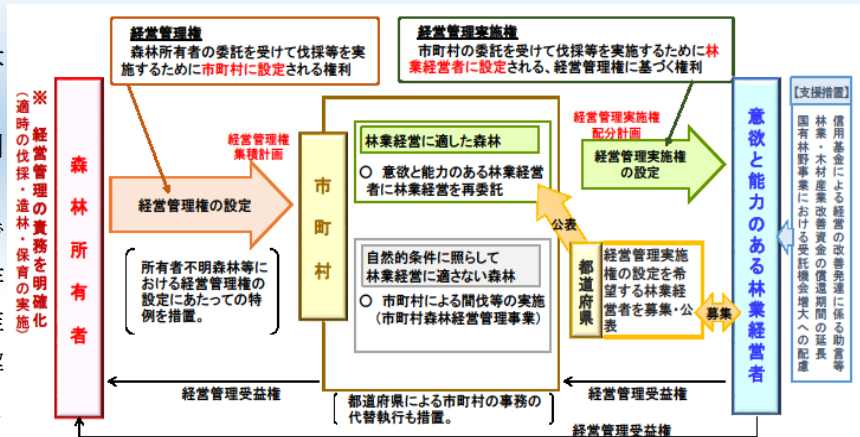 経営管理権
森林所有者の委託を受けて伐採等を実
施するために市町村に設定される権利
経営管理実施権
市町村の委託を受けて伐採等を実施するために林
業経営者に設定される、経営管理権に基づく権利
※ 経営管理の責務を明確化
(適時の伐採・造林・保育の実施)
森林所有者
経営管理権
集積計画
経営管理権の設定
所有者不明森林等に
おける経営管理権の
設定にあたっての特
例を措置。
市町村
林業経営に適した森林
○ 意欲と能力のある林業経営
者に林業経営を再委託
自然的条件に照らして
林業経営に適さない森林
○ 市町村による間伐等の実施
(市町村森林経営管理事業)
経営管理実施権
配分計画
経営管理実施権
の設定
公表
都道府県
経営管理実施
権の設定を希
望する林業経
営者を募集・公
表
募集
意欲と能力のある林業経営者
【支援措置】
信用基金による経営の改善発達に係る助言等
林業・木材産業改善資金の償還期間の延長
国有林野事業における受託機会増大への配慮
経営管理受益権
経営管理受益権
都道府県による市町村の事務の
代替執行も措置。
経営管理受益権